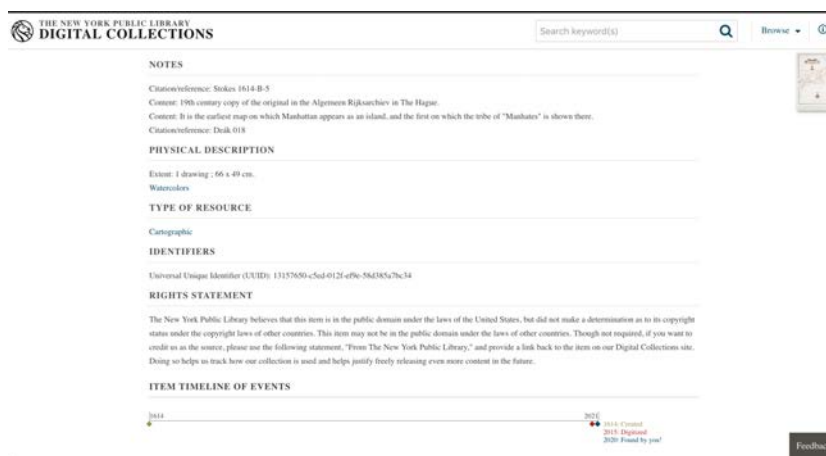 THE NEW YORK PUBLIC LIBRARY
DIGITAL COLLECTIONS
Search keyword(s)
Browse
NOTES
Citation/reference: Stokes 1614-B-5
Content: 19th century copy of the original in the Algemeen Rijksarchiev in The Hague.
Content: It is the earliest map on which Manhattan appears as an island, and the first on which the tribe of "Manhates" is shown there.
Citation/reference: Deák 018
PHYSICAL DESCRIPTION
Extent: 1 drawing ; 66 x 49 cm.
Watercolors
TYPE OF RESOURCE
Cartographic
IDENTIFIERS
Universal Unique Identifier (UUID): 13157650-c5ed-012f-ef9e-58d385a7bc34
RIGHTS STATEMENT
The New York Public Library believes that this item is in the public domain under the laws of the United States, but did not make a determination as to its copyright
status under the copyright laws of other countries. This item may not be in the public domain under the laws of other countries. Though not required, if you want to
credit us as the source, please use the following statement, "From The New York Public Library," and provide a link back to the item on our Digital Collections site.
Doing so helps us track how our collection is used and helps justify freely releasing even more content in the future.
ITEM TIMELINE OF EVENTS
1614
2021
1614: Created
2015: Digitized
2020: Found by you!
Feedbac